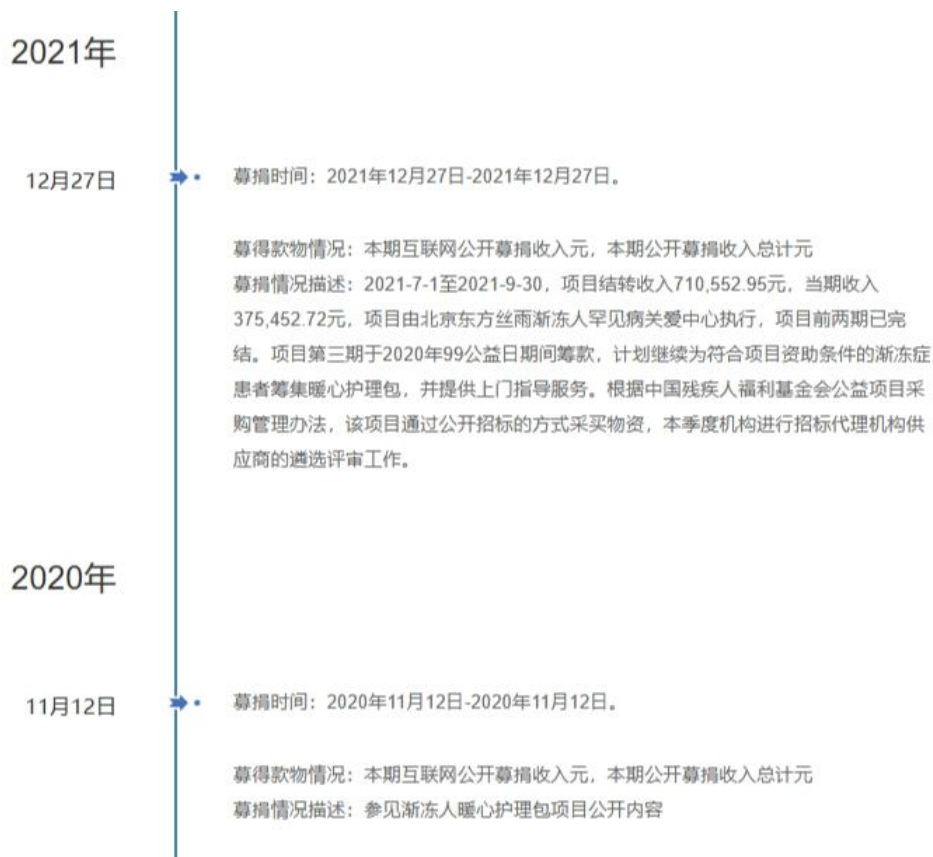 2021年
12月27日
募捐时间：2021年12月27日-2021年12月27日。
募得款物情况：本期互联网公开募捐收入元，本期公开募捐收入总计元
募捐情况描述：2021-7-1至2021-9-30，项目结转收入710,552.95元，当期收入
375,452.72元，项目由北京东方丝雨渐冻人罕见病关爱中心执行，项目前两期已完
结。项目第三期于2020年99公益日期间筹款，计划继续为符合项目资助条件的渐冻症
患者筹集暖心护理包，并提供上门指导服务。根据中国残疾人福利基金会公益项目采
购管理办法，该项目通过公开招标的方式采买物资，本季度机构进行招标代理机构供
应商的遴选评审工作。
2020年
11月12日
募捐时间：2020年11月12日-2020年11月12日。
募得款物情况：本期互联网公开募捐收入元，本期公开募捐收入总计元
募捐情况描述：参见渐冻人暖心护理包项目公开内容